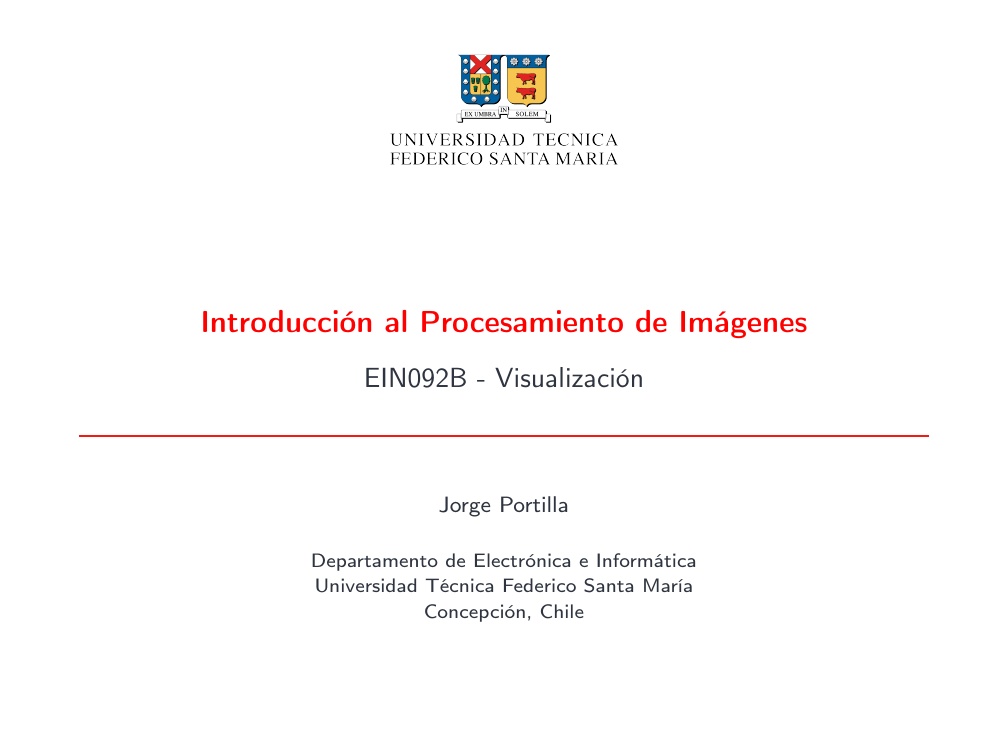 EX UMBRA IN SOLEM
UNIVERSIDAD TECNICA
FEDERICO SANTA MARIA
Introducción al Procesamiento de Imágenes
EIN092B - Visualización
Jorge Portilla
Departamento de Electrónica e Informática
Universidad Técnica Federico Santa María
Concepción, Chile